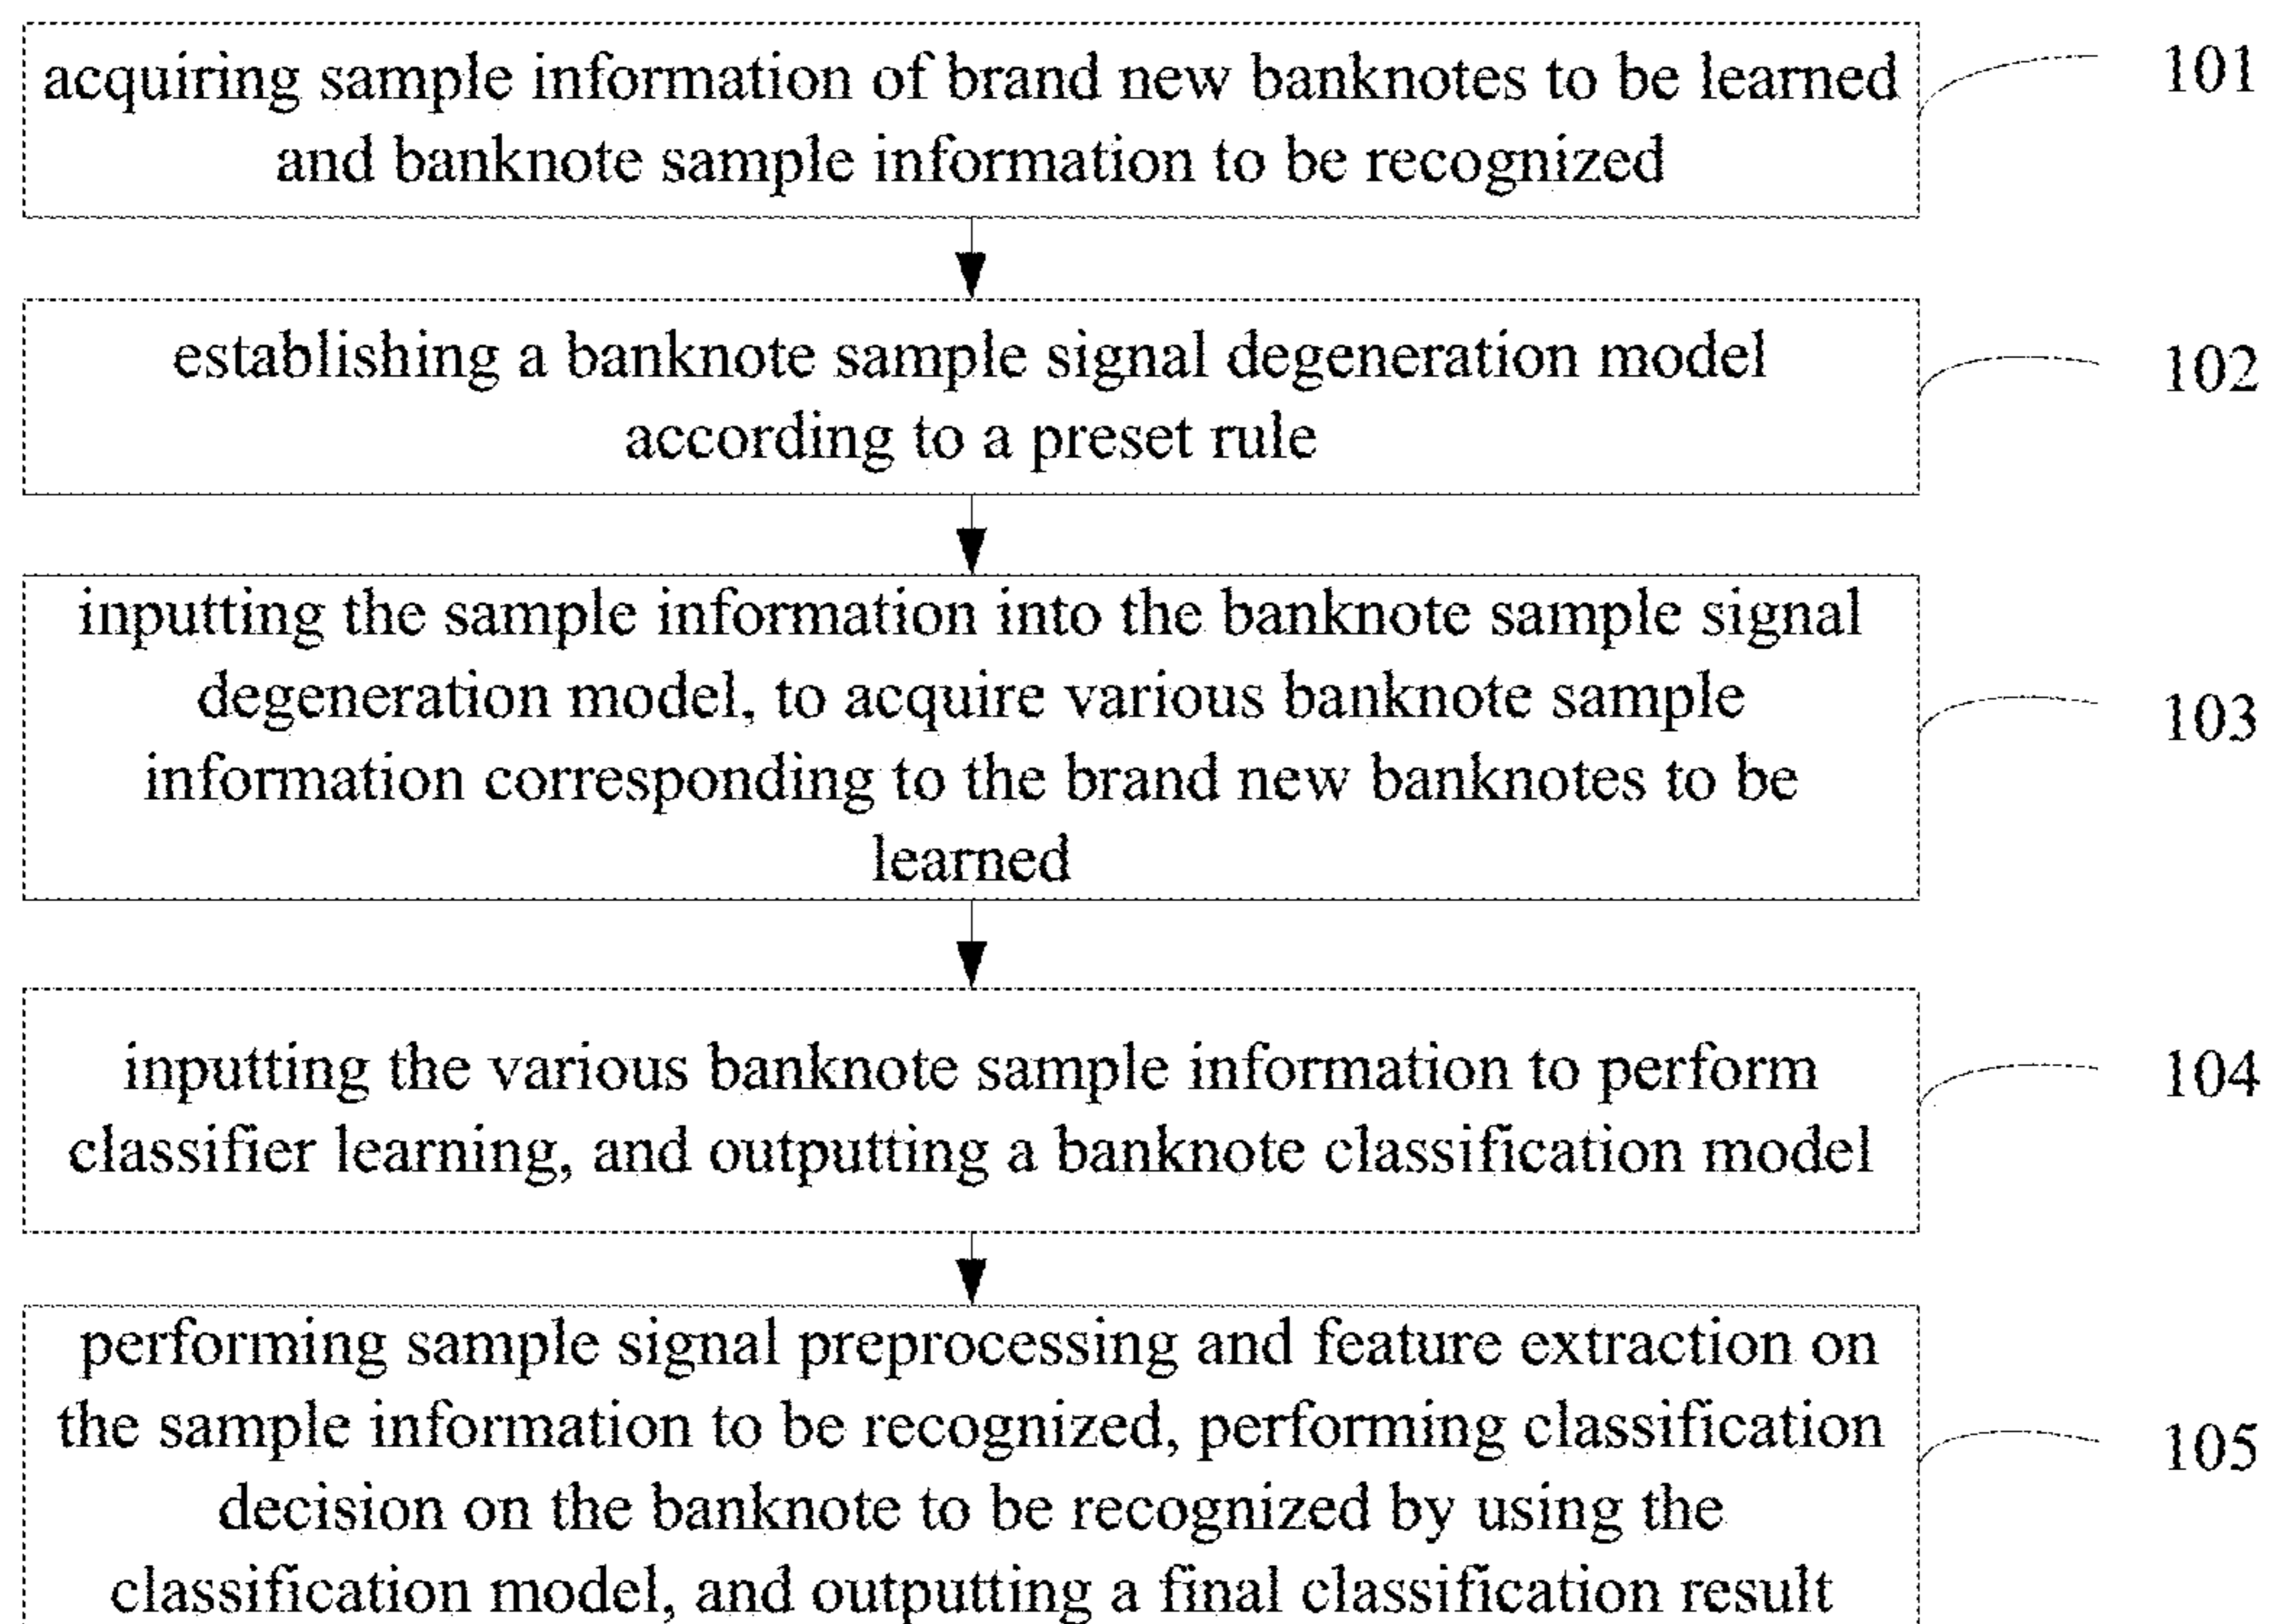 acquiring sample information of brand new banknotes to be learned
and banknote sample information to be recognized
101
establishing a banknote sample signal degeneration model
according to a preset rule
102
inputting the sample information into the banknote sample signal
degeneration model, to acquire various banknote sample
information corresponding to the brand new banknotes to be
learned
103
inputting the various banknote sample information to perform
classifier learning, and outputting a banknote classification model
104
performing sample signal preprocessing and feature extraction on
the sample information to be recognized, performing classification
decision on the banknote to be recognized by using the
classification model, and outputting a final classification result
105